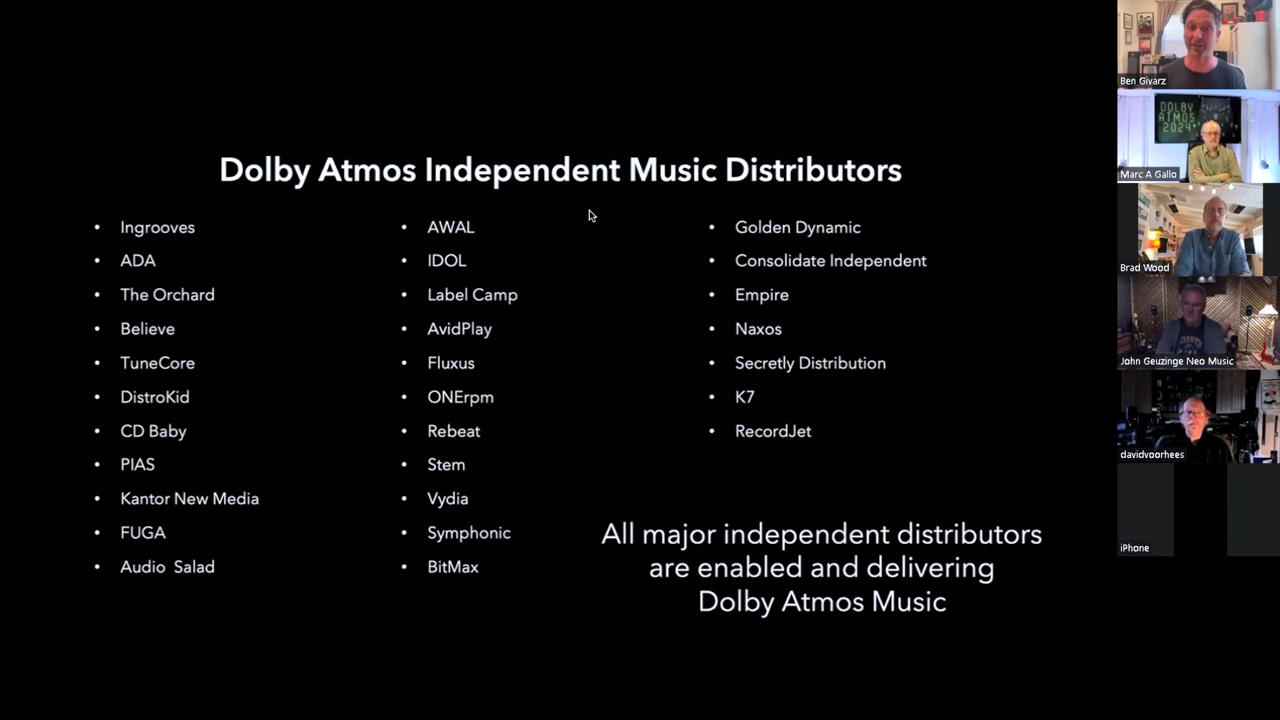 Dolby Atmos Independent Music Distributors
• Ingrooves
• ADA
• The Orchard
• Believe
• TuneCore
• DistroKid
• CD Baby
• PIAS
• Kantor New Media
• FUGA
• Audio Salad
• AWAL
• IDOL
• Label Camp
• AvidPlay
• Fluxus
• ONErpm
• Rebeat
• Stem
• Vydia
• Symphonic
• BitMax
• Golden Dynamic
• Consolidate Independent
• Empire
• Naxos
• Secretly Distribution
• K7
• RecordJet
All major independent distributors
are enabled and delivering
Dolby Atmos Music
Ben Givarz
DOLBY
ATMOS
2024
Marc A Gallo
Brad Wood
John Geuzinge Neo Music
davidvoorhees
iPhone